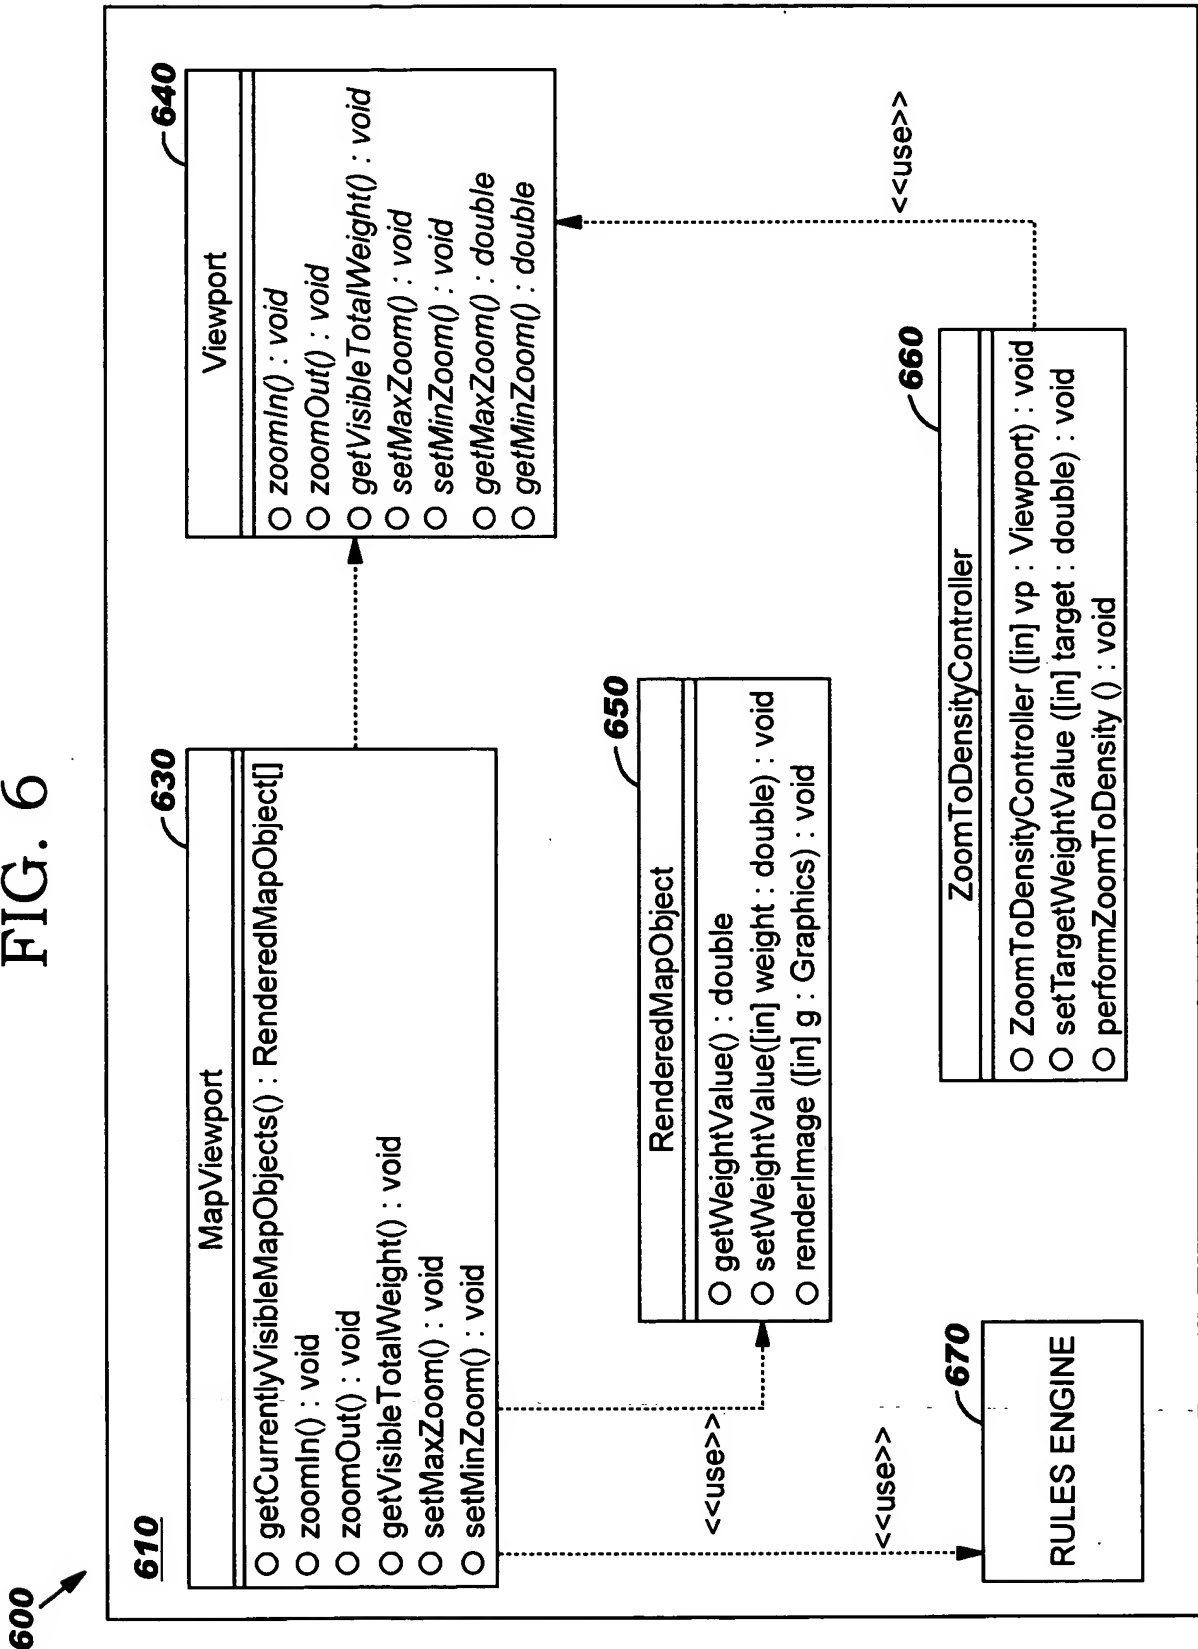 FIG. 6
600
610
630
MapViewport
getCurrentlyVisibleMapObjects() : RenderedMapObject[]
zoomIn() : void
zoomOut() : void
getVisibleTotalWeight() : void
setMaxZoom() : void
setMinZoom() : void
640
Viewport
zoomIn() : void
zoomOut() : void
getVisibleTotalWeight() : void
setMaxZoom() : void
setMinZoom() : void
getMaxZoom() : double
getMinZoom() : double
650
RenderedMapObject
getWeightValue() : double
setWeightValue([in] weight : double) : void
renderImage ([in] g : Graphics) : void
<<use>>
<<use>>
<<use>>
660
ZoomToDensityController
ZoomToDensityController ([in] vp : Viewport) : void
setTargetWeightValue ([in] target : double) : void
performZoomToDensity () : void
670
RULES ENGINE